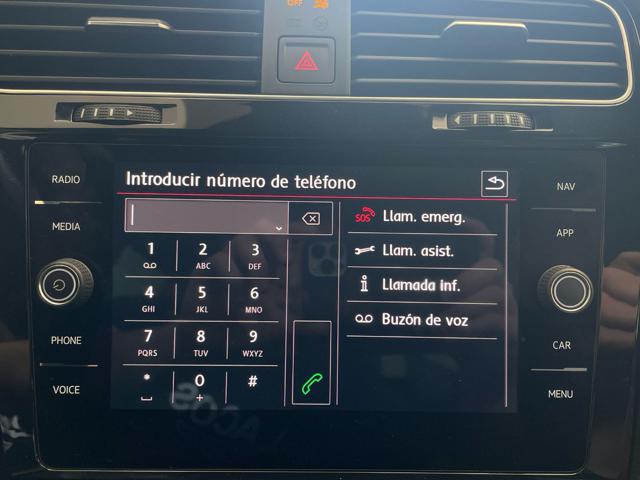 OFF
RADIO
MEDIA
PHONE
VOICE
Introducir número de teléfono
1
2 ABC
3 DEF
4 GHI
5 JKL
6 MNO
7 PQRS
8 TUV
9 WXYZ
*
0 +
#
SOS Llam. emerg.
Llam. asist.
Llamada inf.
Buzón de voz
NAV
APP
CAR
MENU